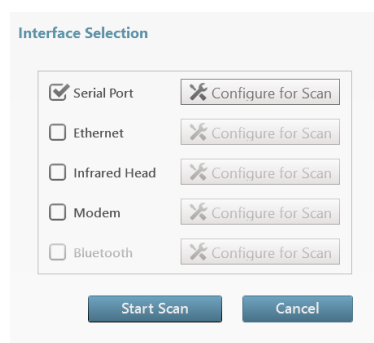 Interface Selection
Serial Port Configure for Scan
Ethernet Configure for Scan
Infrared Head Configure for Scan
Modem Configure for Scan
Bluetooth Configure for Scan
Start Scan Cancel